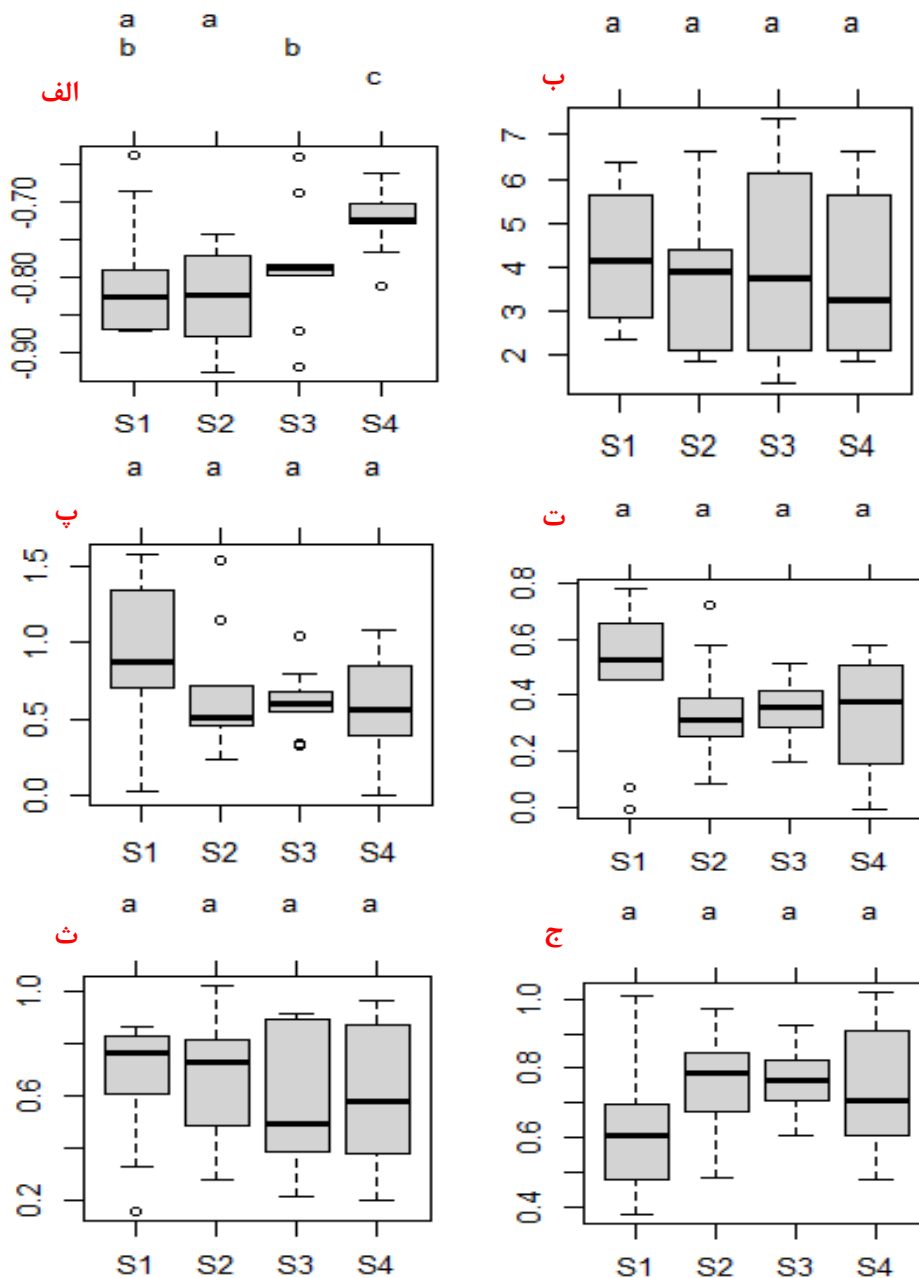 a a
b b
c
الف
-0.70
-0.80
-0.90
S1 S2 S3 S4
a a a a
ب
7
6
5
4
3
2
S1 S2 S3 S4
a a a a
پ
1.5
1.0
0.5
0.0
S1 S2 S3 S4
a a a a
ت
0.8
0.6
0.4
0.2
0.0
S1 S2 S3 S4
a a a a
ث
1.0
0.6
0.2
S1 S2 S3 S4
a a a a
ج
1.0
0.8
0.6
0.4
S1 S2 S3 S4